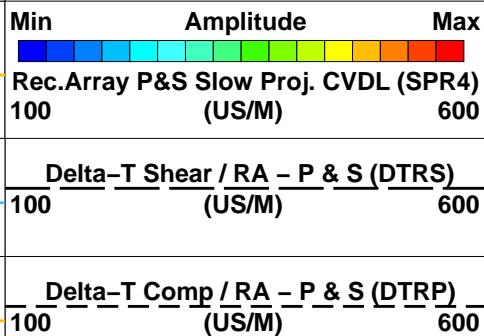 Min Amplitude Max
Rec.Array P&S Slow Proj. CVDL (SPR4)
100 (US/M) 600
Delta–T Shear / RA – P & S (DTRS)
100 (US/M) 600
Delta–T Comp / RA – P & S (DTRP)
100 (US/M) 600